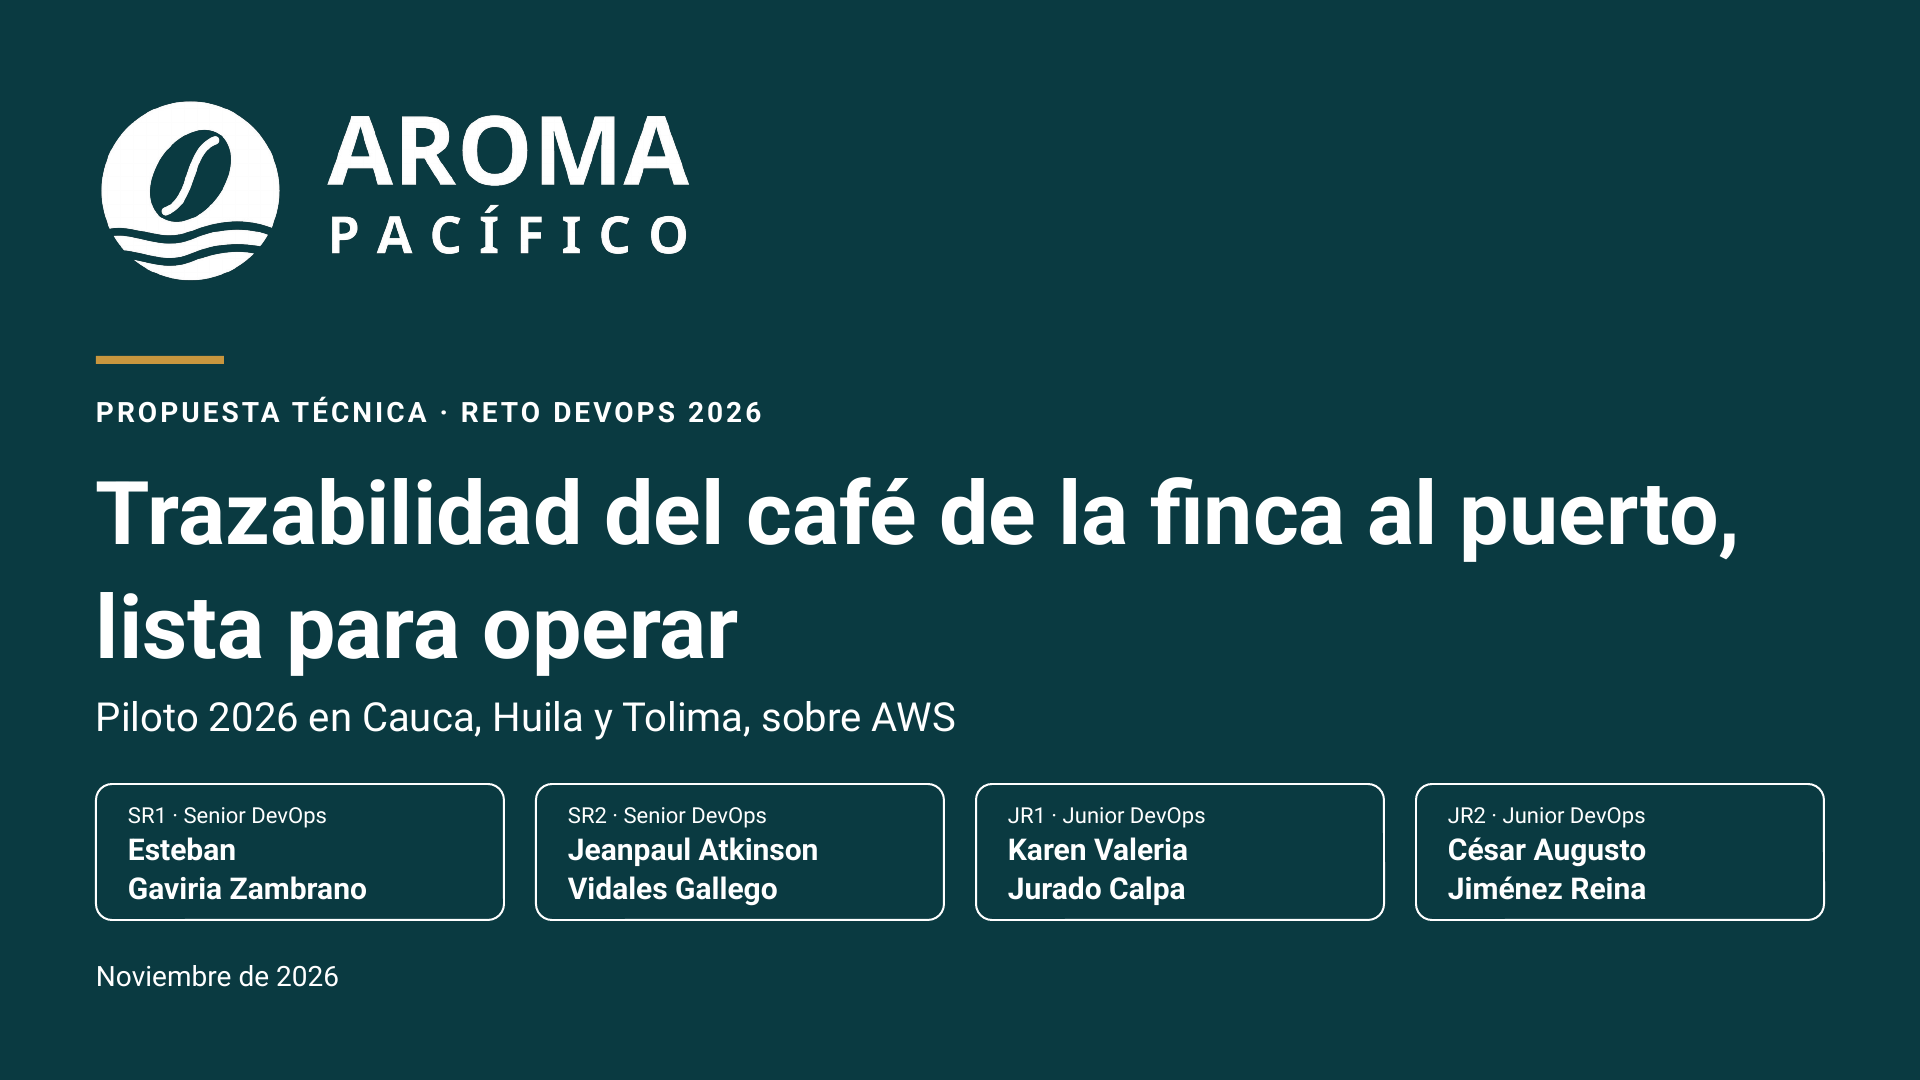 AROMA
PACÍFICO
PROPUESTA TÉCNICA · RETO DEVOPS 2026
Trazabilidad del café de la finca al puerto,
lista para operar
Piloto 2026 en Cauca, Huila y Tolima, sobre AWS
SR1 · Senior DevOps
Esteban
Gaviria Zambrano
SR2 · Senior DevOps
Jeanpaul Atkinson
Vidales Gallego
JR1 · Junior DevOps
Karen Valeria
Jurado Calpa
JR2 · Junior DevOps
César Augusto
Jiménez Reina
Noviembre de 2026